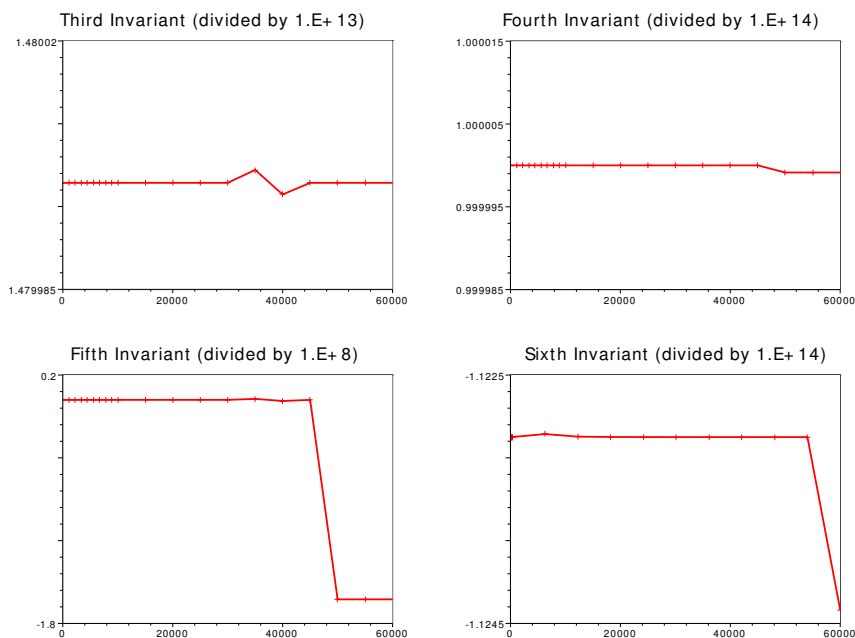 Third Invariant (divided by 1.E+13)
1.48002
1.479985
0 20000 40000 60000
Fourth Invariant (divided by 1.E+14)
1.000015
1.000005
0.999995
0.999985
0 20000 40000 60000
Fifth Invariant (divided by 1.E+8)
0.2
-1.8
0 20000 40000 60000
Sixth Invariant (divided by 1.E+14)
-1.1225
-1.1245
0 20000 40000 60000